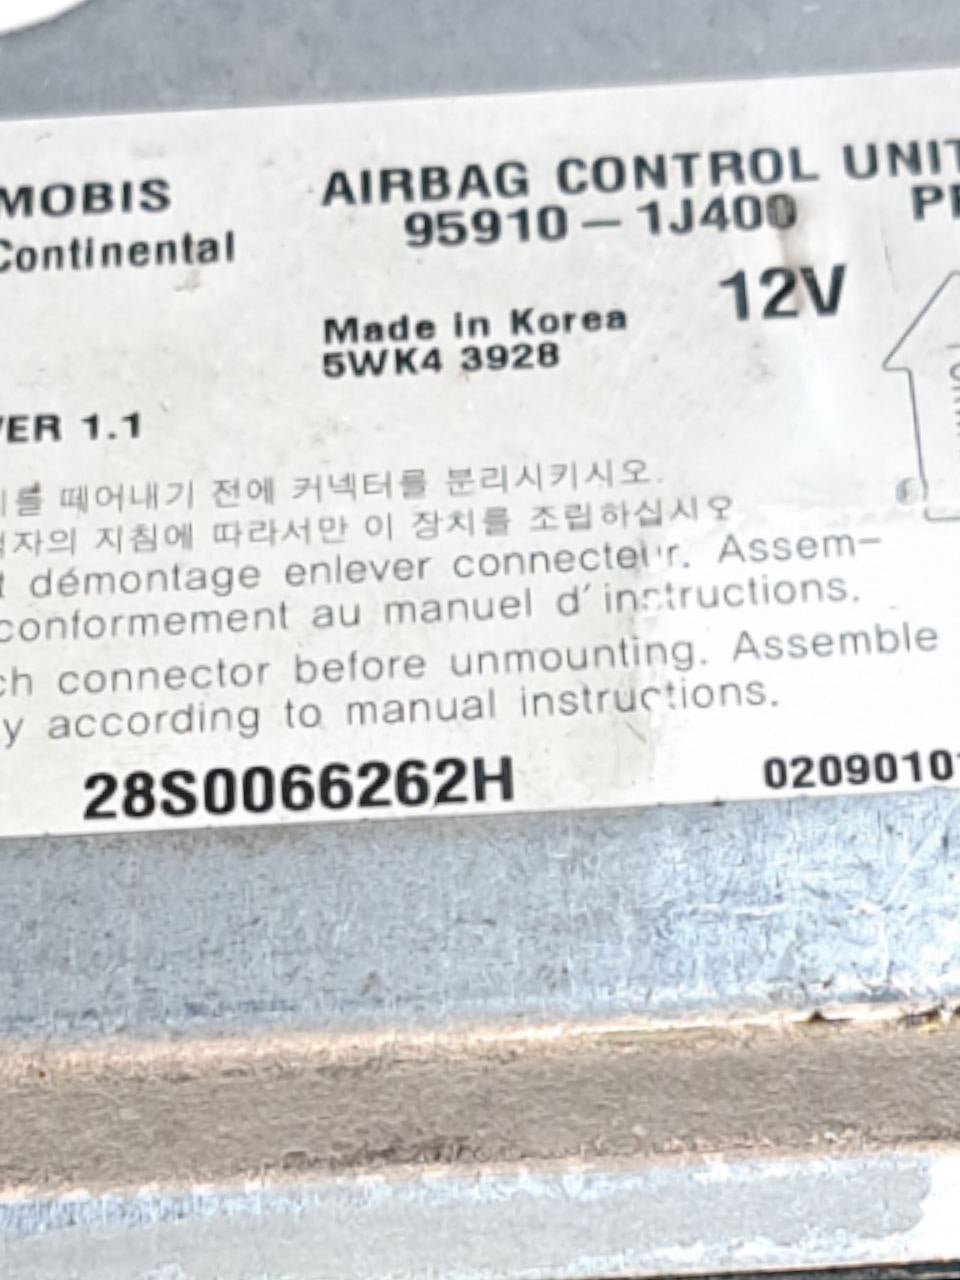 MOBIS AIRBAG CONTROL UNIT
95910-1J400
Continental
12V
Made in Korea
5WK4 3928
VER 1.1
를 떼어내기 전에 커넥터를 분리시키시오.
자의 지침에 따라서만 이 장치를 조립하십시오
t démontage enlever connecteur. Assem-
conformement au manuel d'instructions.
ch connector before unmounting. Assemble
y according to manual instructions.
28S0066262H 0209010